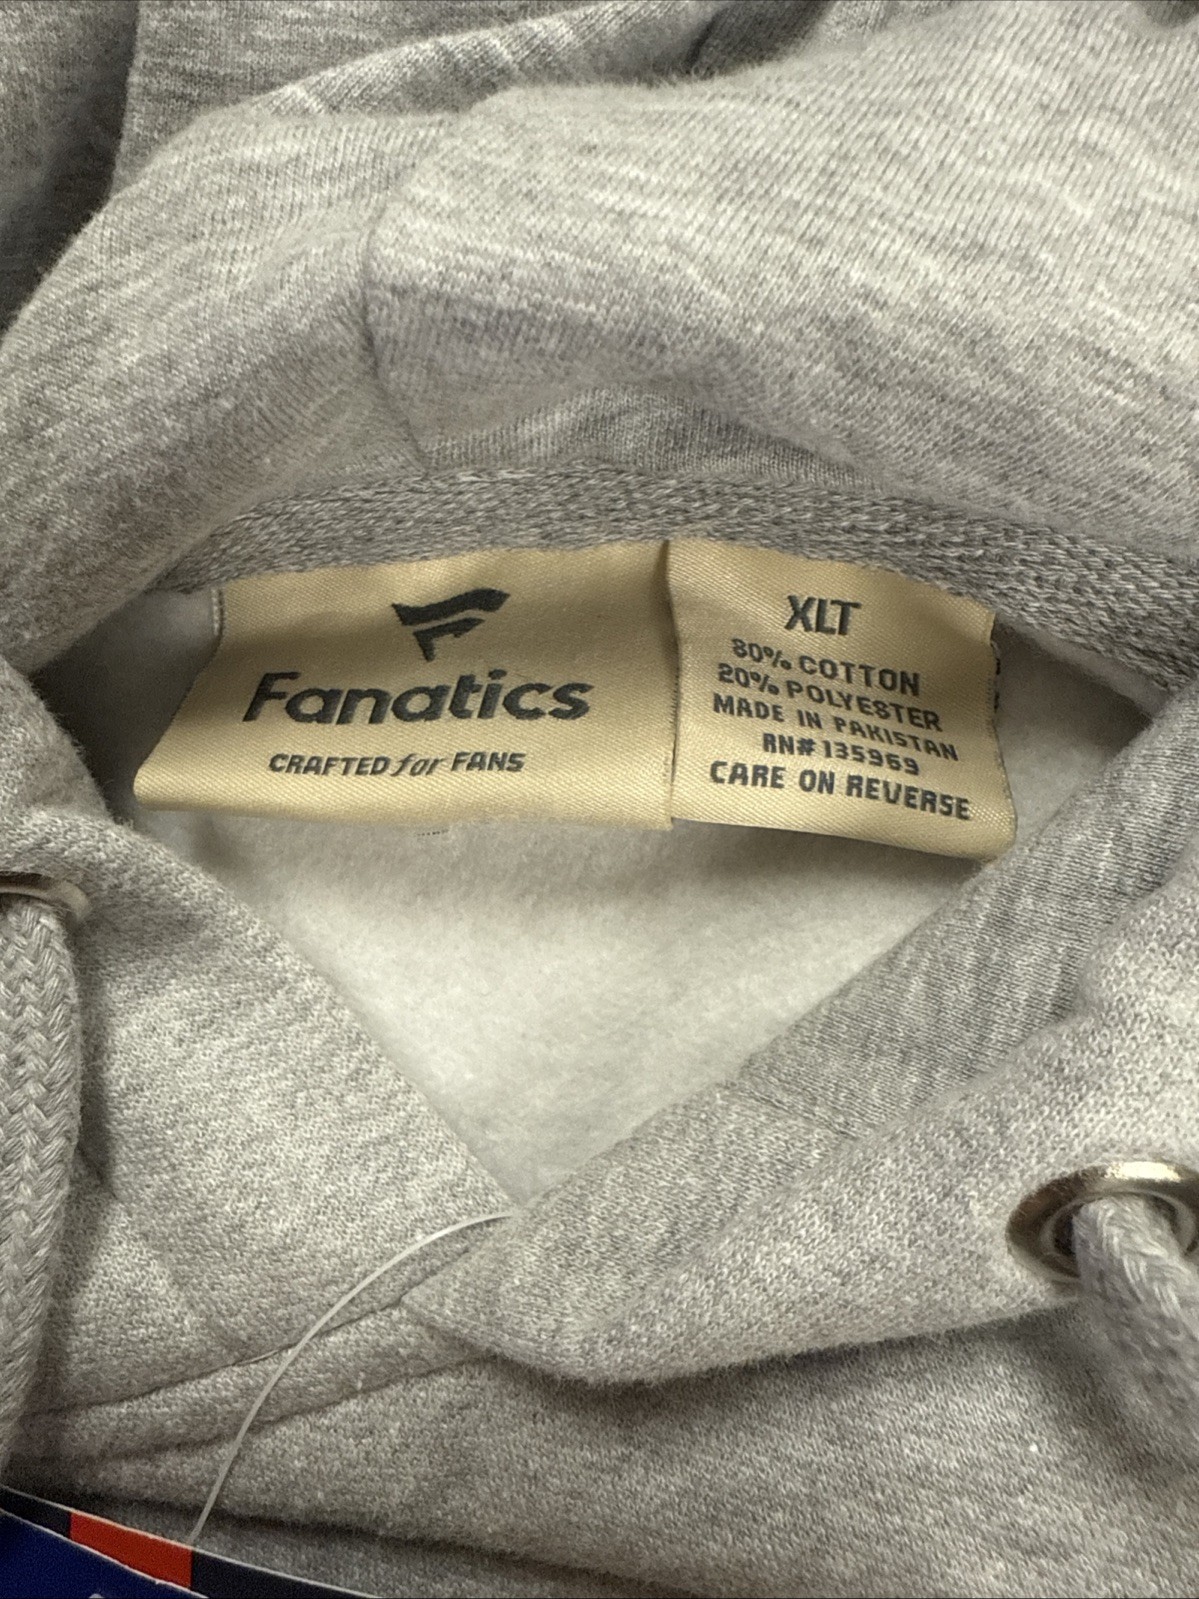 Fanatics
CRAFTED for FANS
XLT
80% COTTON
20% POLYESTER
MADE IN PAKISTAN
RN# 135969
CARE ON REVERSE